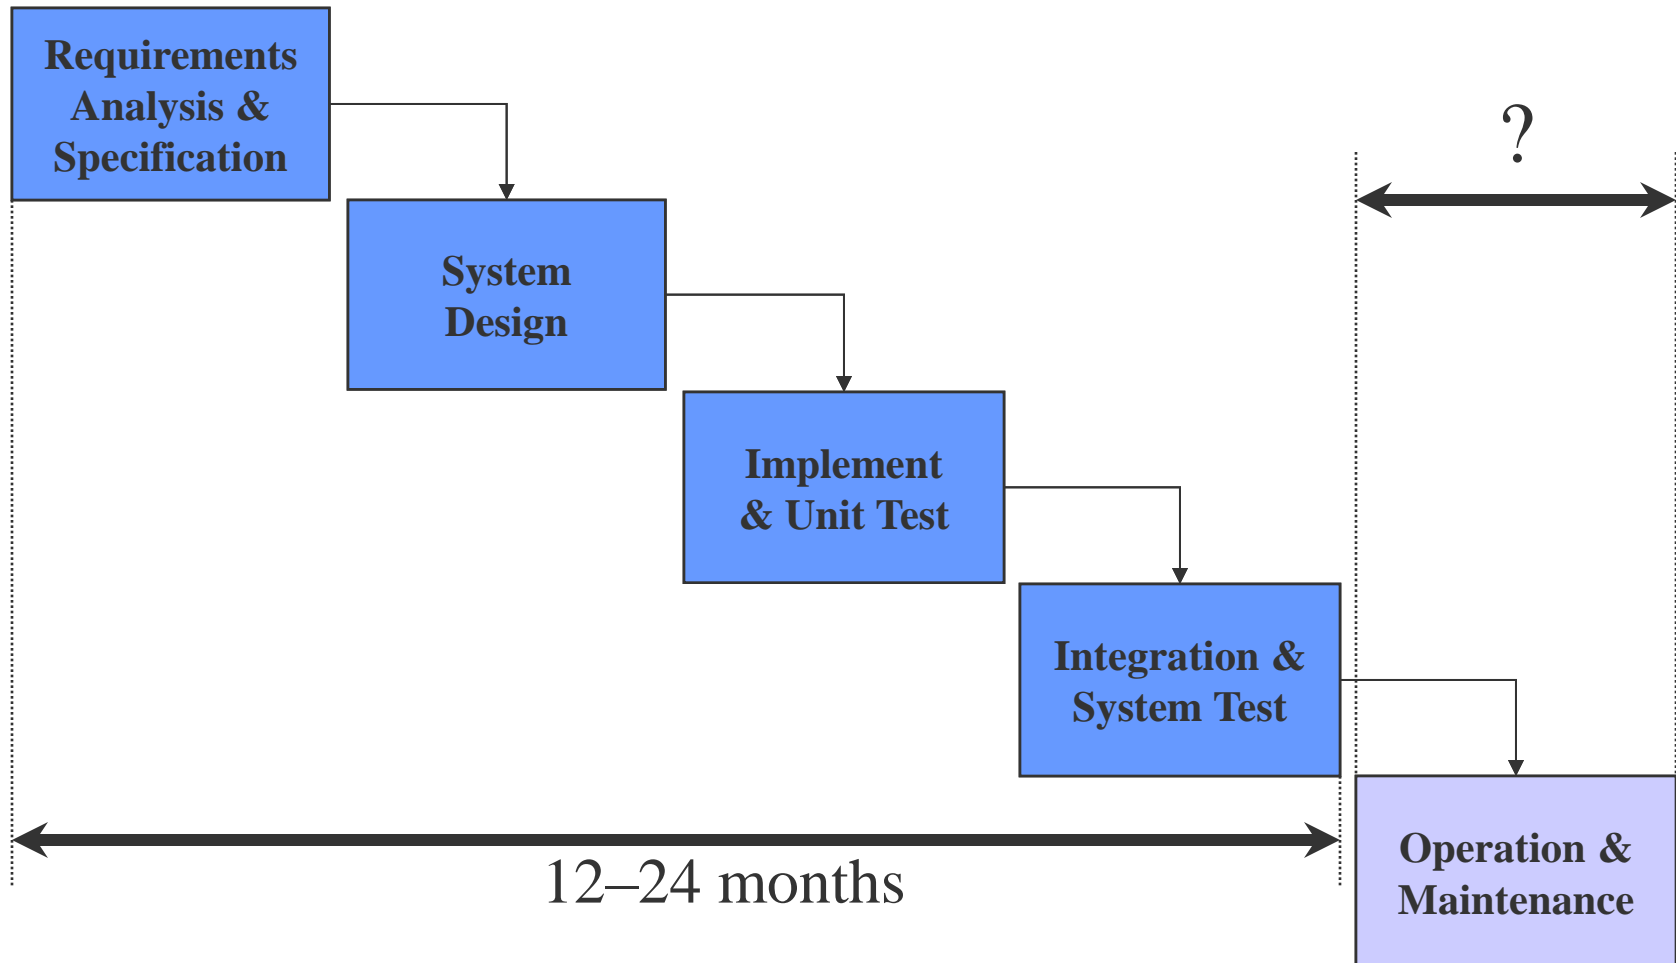 Requirements
Analysis &
Specification
?
System
Design
Implement
& Unit Test
Integration &
System Test
12–24 months
Operation &
Maintenance